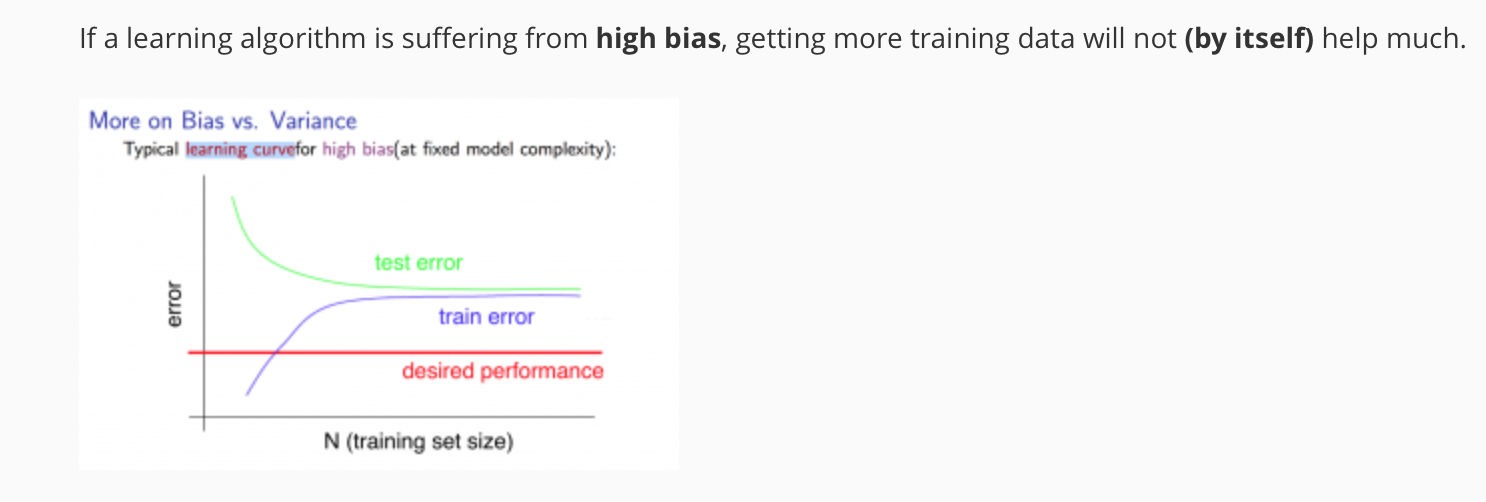 If a learning algorithm is suffering from high bias, getting more training data will not (by itself) help much.
More on Bias vs. Variance
Typical learning curvefor high bias(at fixed model complexity):
test error
error
train error
desired performance
N (training set size)